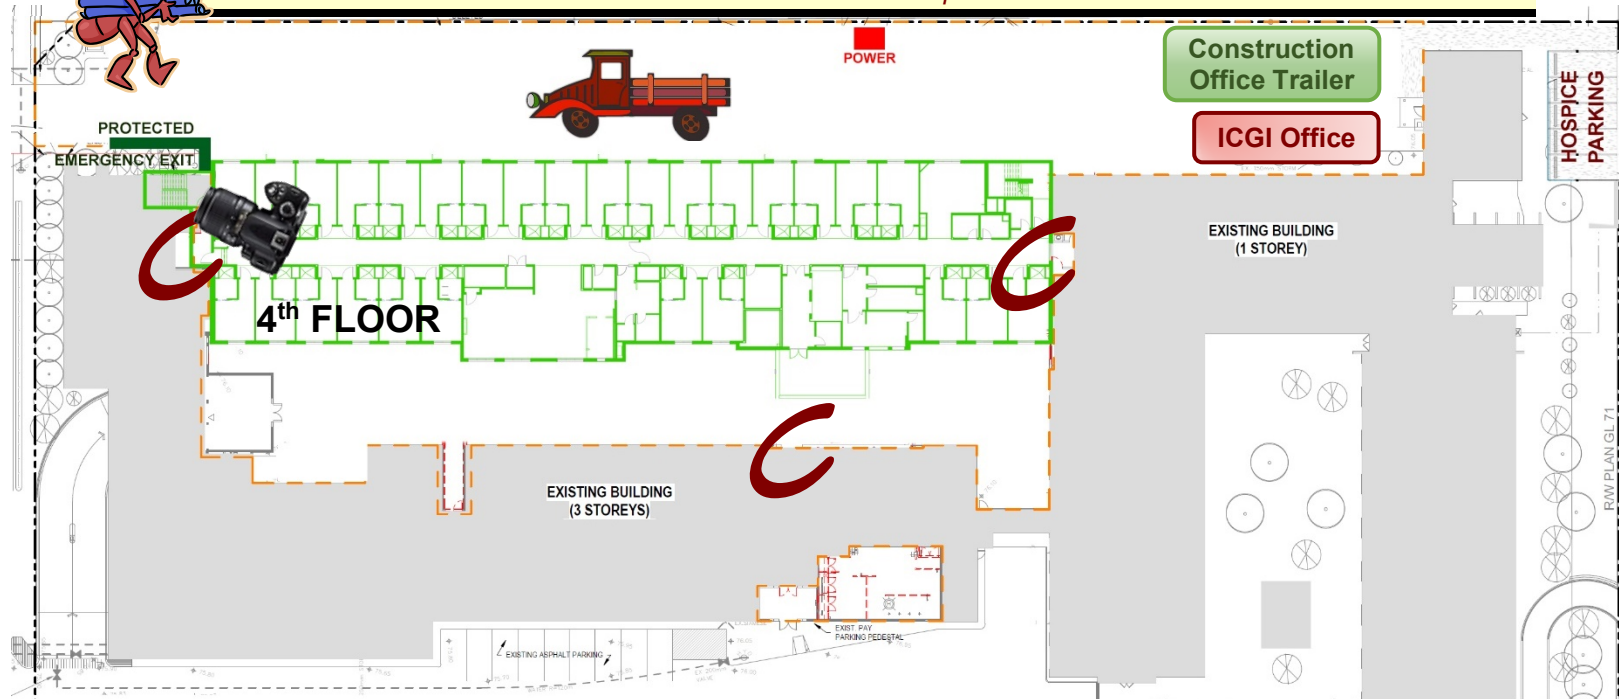 POWER
Construction
Office Trailer
ICGI Office
HOSPICE
PARKING
PROTECTED
EMERGENCY EXIT
EXISTING BUILDING
(1 STOREY)
4th FLOOR
EXISTING BUILDING
(3 STOREYS)
R/W PLAN GL 71
EXIST. PAY
PARKING PEDESTAL
EXISTING ASPHALT PARKING